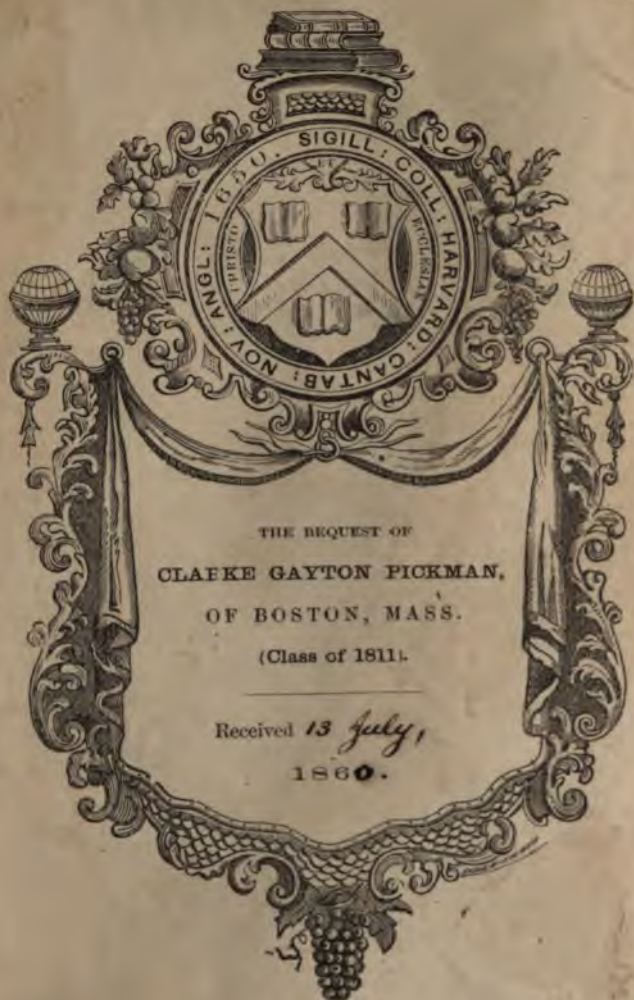 SIGILL: COLL: HARVARD: CANTAB: NOV: ANGL: 1650.
CHRISTO
ECCLESIAE
THE BEQUEST OF
CLARKE GAYTON PICKMAN,
OF BOSTON, MASS.
(Class of 1811).
Received 13 July,
1860.